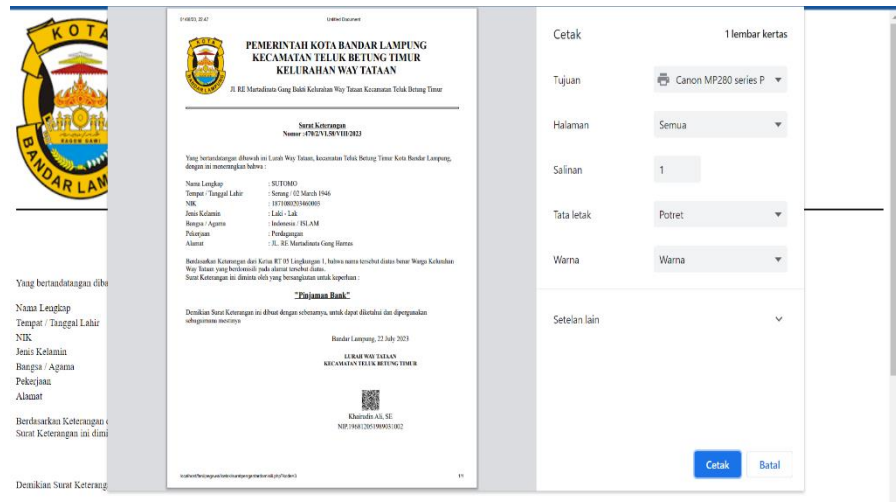 KOTA
BANDAR LAM
Yang bertandatangan diba
Nama Lengkap
Tempat / Tanggal Lahir
NIK
Jenis Kelamin
Bangsa / Agama
Pekerjaan
Alamat
Berdasarkan Keterangan
Surat Keterangan ini dimi
Demikian Surat Keterang
Untitled Document
PEMERINTAH KOTA BANDAR LAMPUNG
KECAMATAN TELUK BETUNG TIMUR
KELURAHAN WAY TATAAN
Jl. RE Martadinata Gang Bakti Kelurahan Way Tataan Kecamatan Teluk Betung Timur
Surat Keterangan
Nomor :470/2/VI.50/VIII/2023
Yang bertandatangan dibawah ini Lurah Way Tataan, kecamatan Teluk Betung Timur Kota Bandar Lampung,
dengan ini menerangkan bahwa :
Nama Lengkap : SUTOMO
Tempat / Tanggal Lahir : Serang / 02 March 1946
NIK : 1871080203460003
Jenis Kelamin : Laki - Lak
Bangsa / Agama : Indonesia / ISLAM
Pekerjaan : Perdagangan
Alamat : JL. RE Martadinata Gang Harnas
Berdasarkan Keterangan dari Ketua RT 05 Lingkungan 1, bahwa nama tersebut diatas benar Warga Kelurahan
Way Tataan yang berdomisili pada alamat tersebut diatas.
Surat Keterangan ini diminta oleh yang bersangkutan untuk keperluan :
"Pinjaman Bank"
Demikian Surat Keterangan ini dibuat dengan sebenarnya, untuk dapat diketahui dan dipergunakan
sebagaimana mestinya
Bandar Lampung, 22 July 2023
LURAH WAY TATAAN
KECAMATAN TELUK BETUNG TIMUR
Khairudin Ali, SE
NIP.196812051989031002
1/1
Cetak 1 lembar kertas
Tujuan Canon MP280 series P
Halaman Semua
Salinan 1
Tata letak Potret
Warna Warna
Setelan lain
Cetak Batal